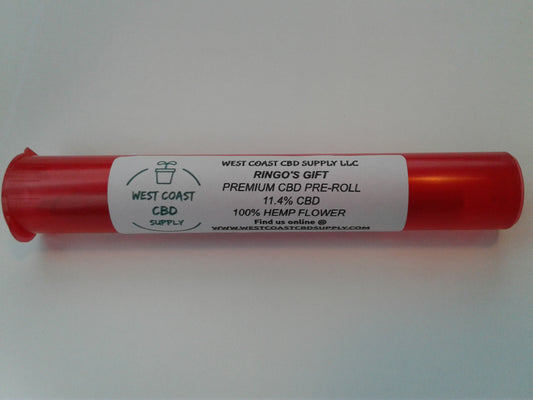 WEST COAST
CBD
SUPPLY
WEST COAST CBD SUPPLY LLC
RINGO'S GIFT
PREMIUM CBD PRE-ROLL
11.4% CBD
100% HEMP FLOWER
Find us online @
WWW.WESTCOASTCBDSUPPLY.COM